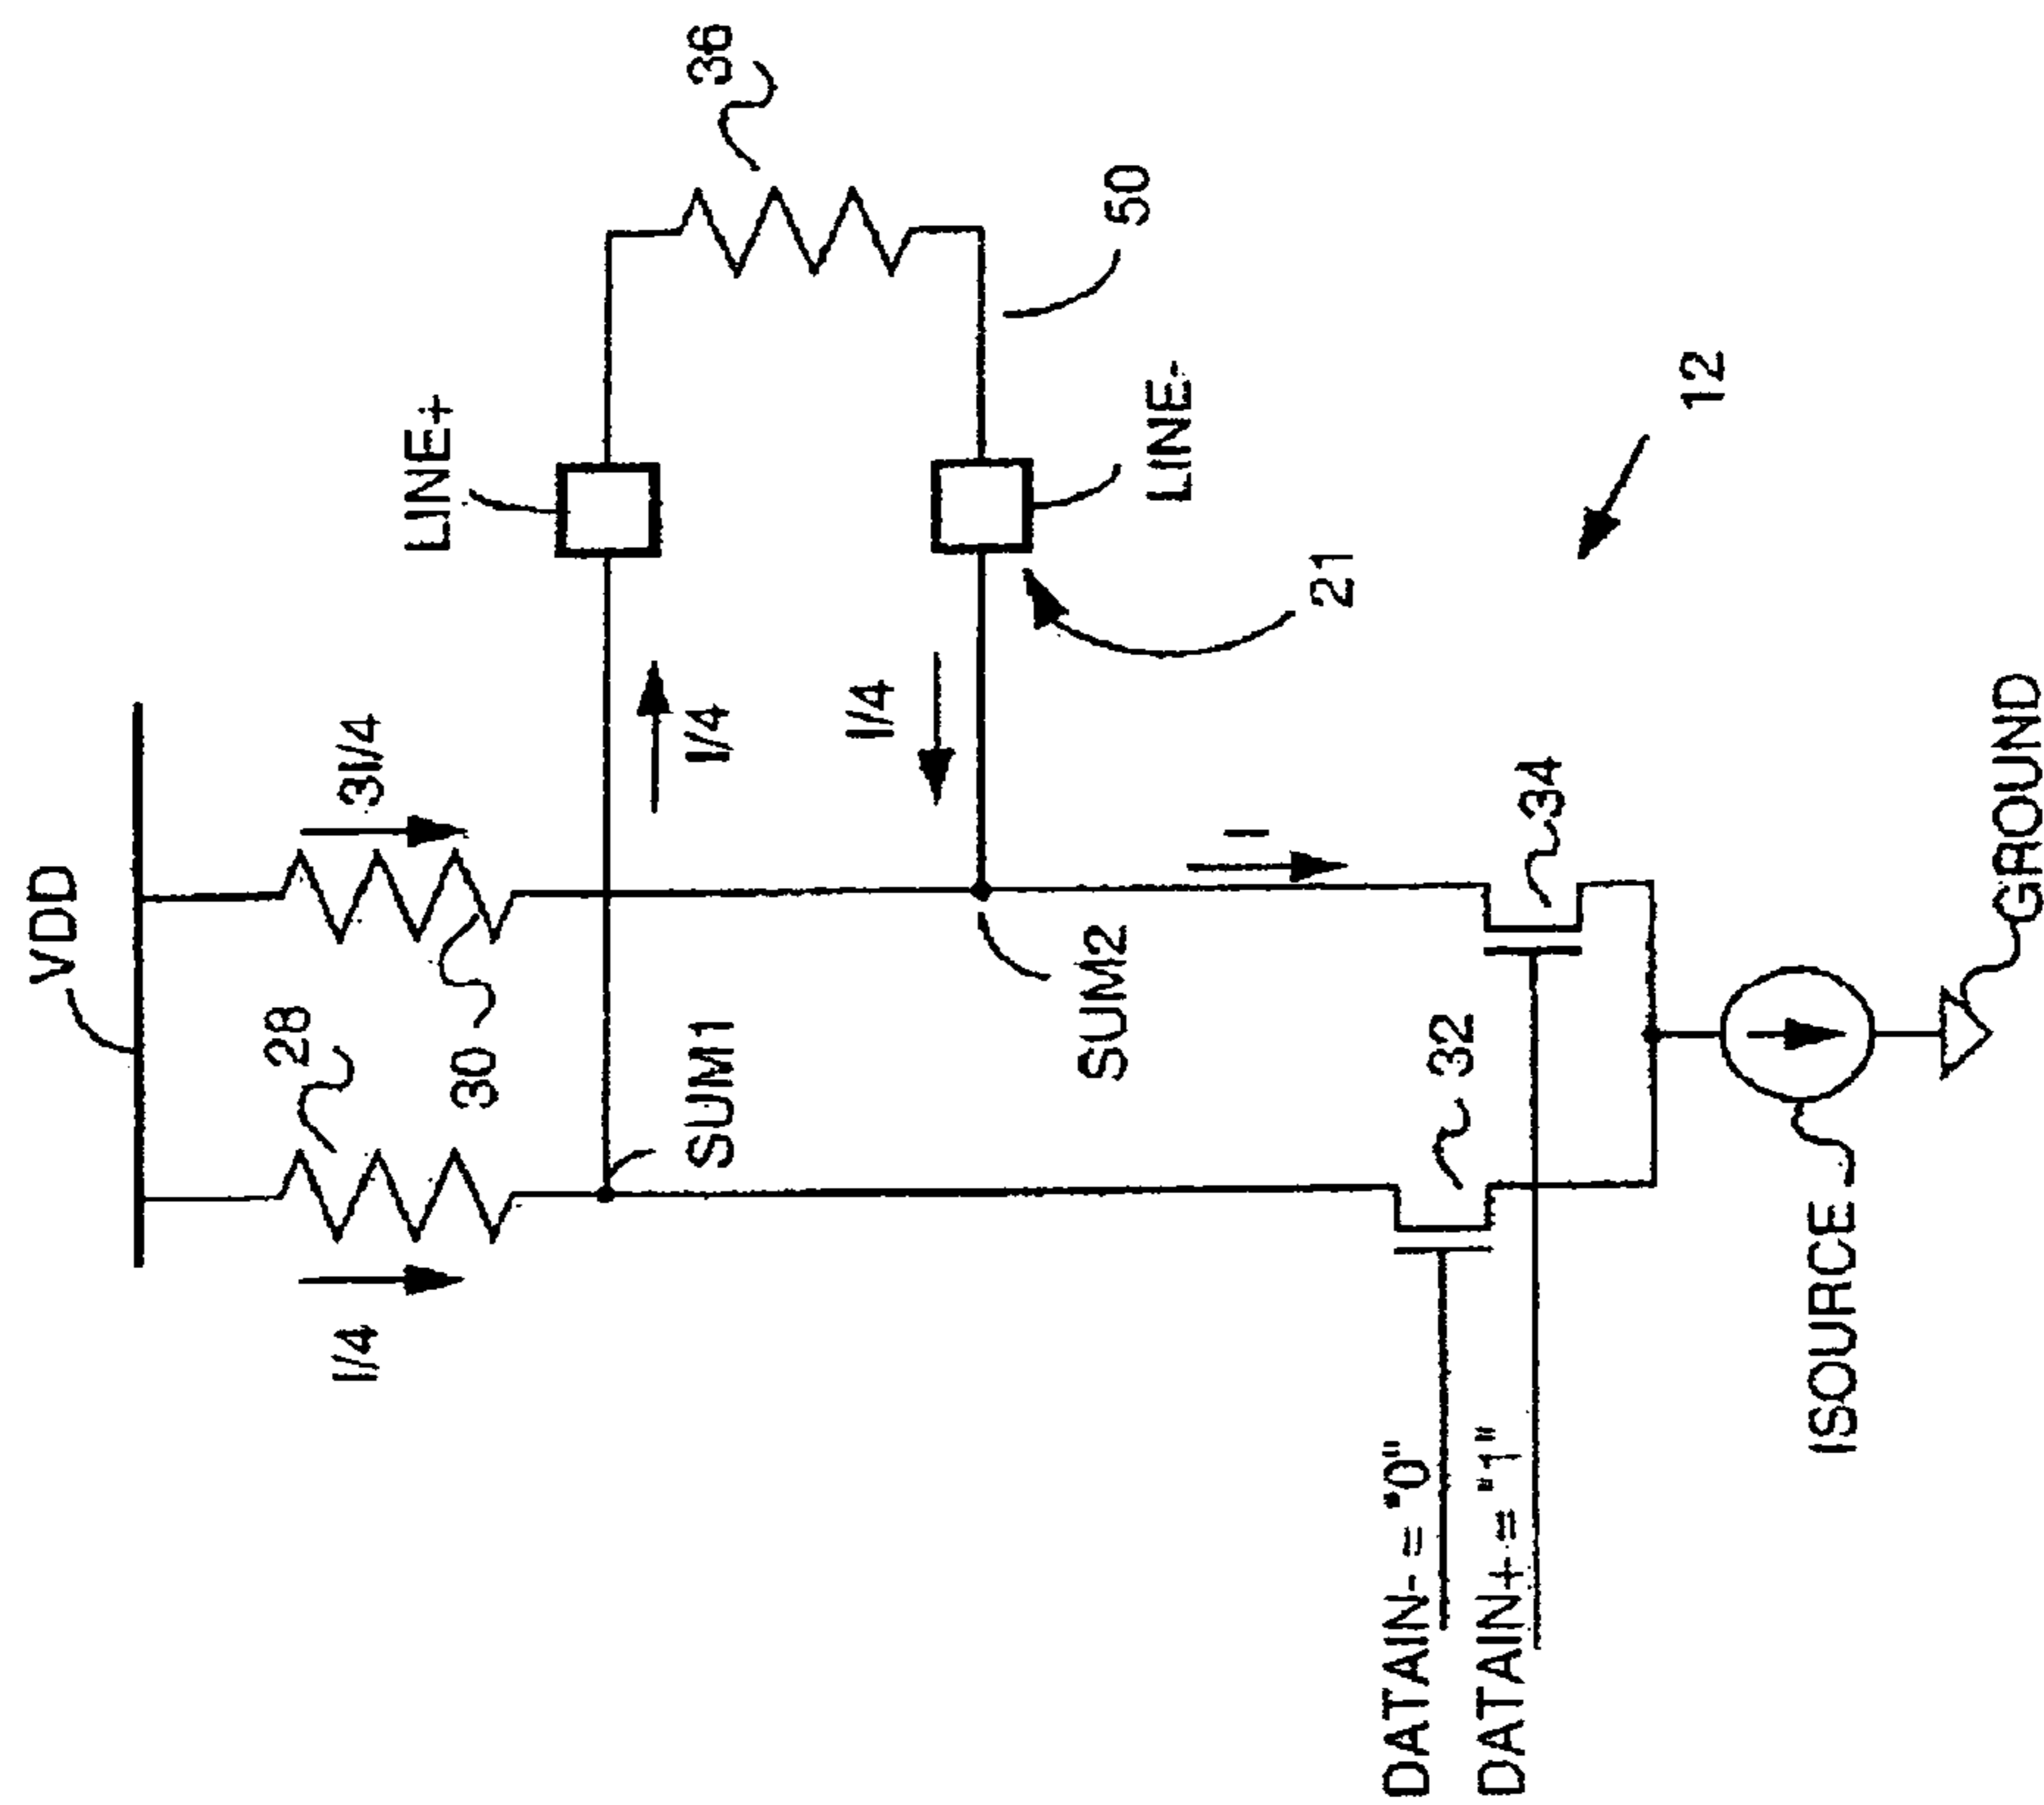 VDD
28
30
I/4
3I/4
SUM1
LINE+
36
I/4
I/4
50
SUM2
LINE-
21
I
32
34
12
DATAIN- = "0"
DATAIN+ = "1"
ISOURCE
GROUND